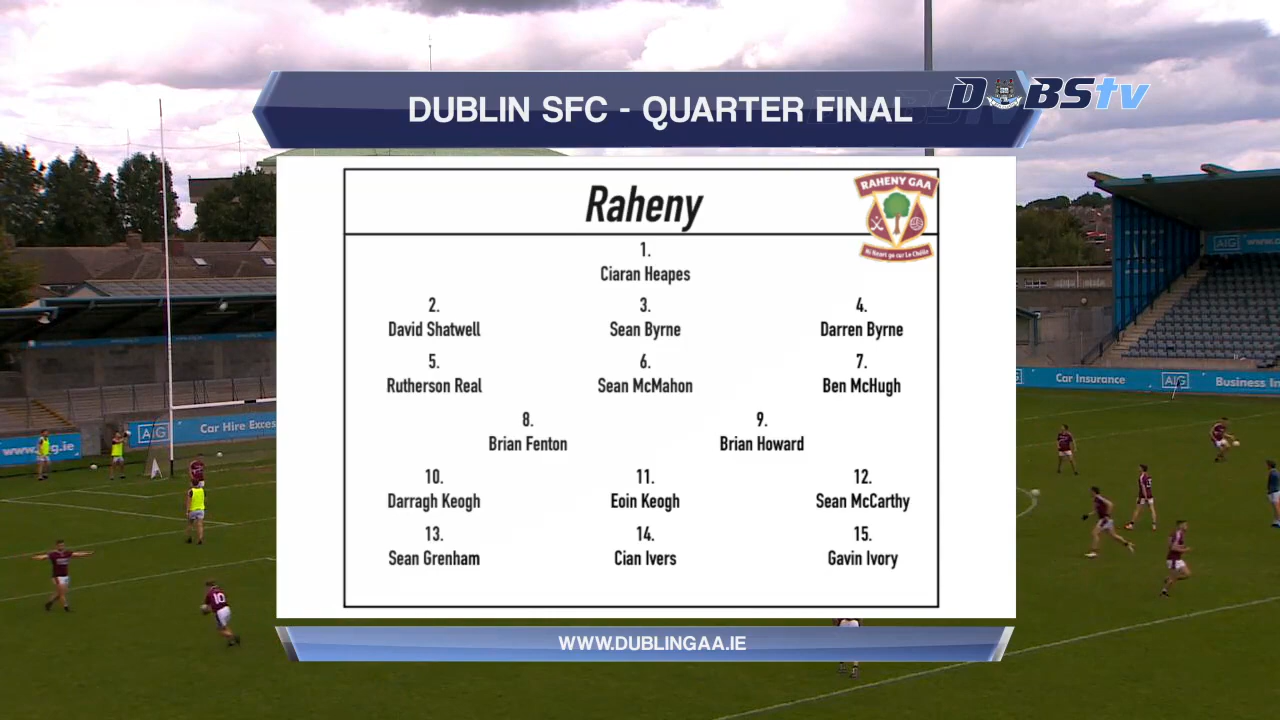 DUBLIN SFC - QUARTER FINAL
DUBStv
Raheny
RAHENY GAA
1.
Ciaran Heapes
2. 3. 4.
David Shatwell Sean Byrne Darren Byrne
5. 6. 7.
Rutherson Real Sean McMahon Ben McHugh
8. 9.
Brian Fenton Brian Howard
10. 11. 12.
Darragh Keogh Eoin Keogh Sean McCarthy
13. 14. 15.
Sean Grenham Cian Ivers Gavin Ivory
WWW.DUBLINGAA.IE
AIG
AIG Car Hire Exces
Car Insurance AIG Business In
10